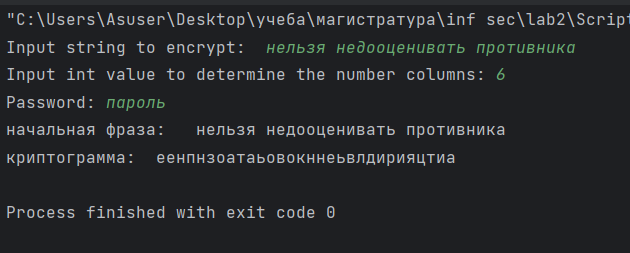 "C:\Users\Asuser\Desktop\учеба\магистратура\inf sec\lab2\Script
Input string to encrypt:  нельзя недооценивать противника
Input int value to determine the number columns: 6
Password: пароль
начальная фраза:   нельзя недооценивать противника
криптограмма:  еенпнзоатаьовокннеьвлдирияцтиа
Process finished with exit code 0